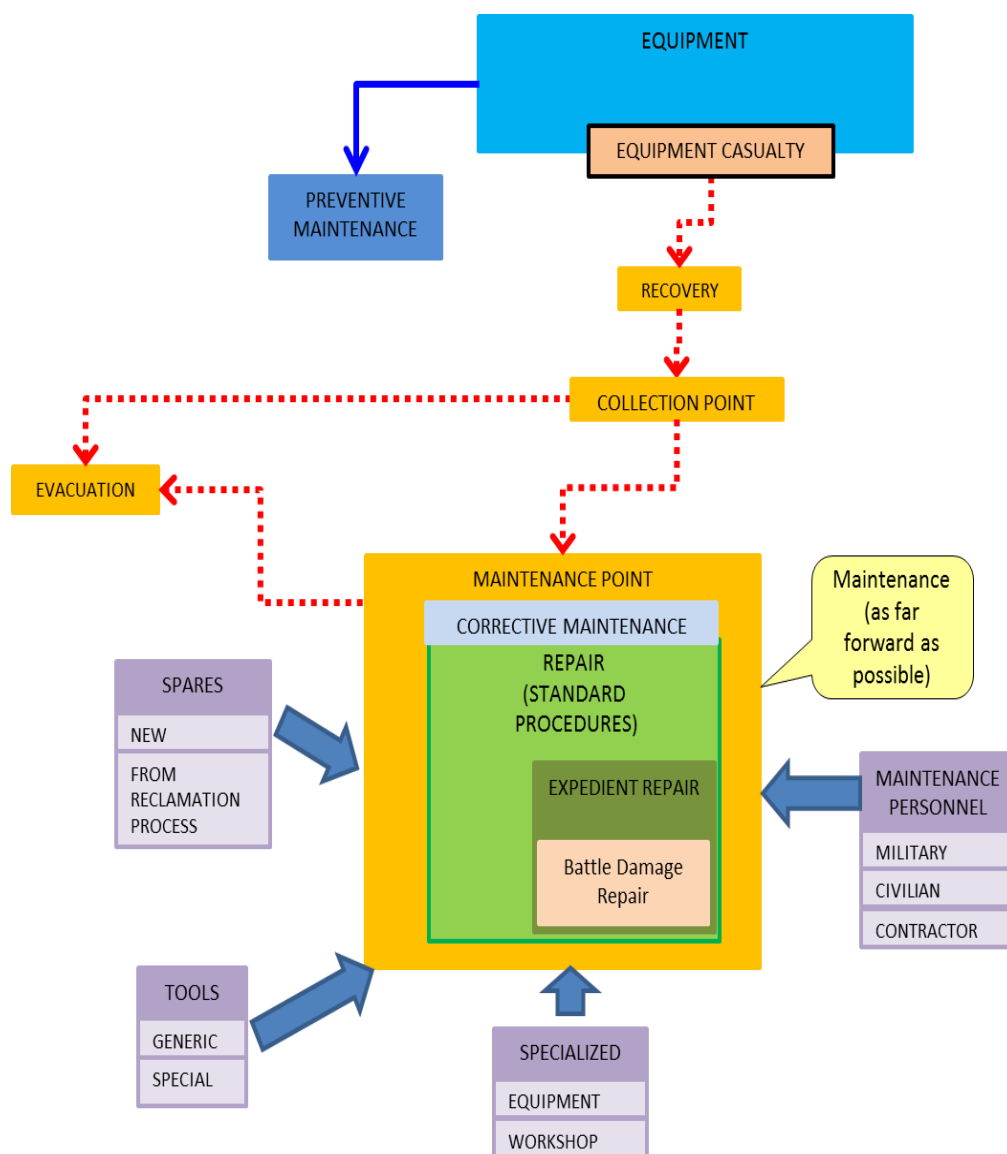 EQUIPMENT
EQUIPMENT CASUALTY
PREVENTIVE
MAINTENANCE
RECOVERY
COLLECTION POINT
EVACUATION
MAINTENANCE POINT
CORRECTIVE MAINTENANCE
REPAIR
(STANDARD
PROCEDURES)
EXPEDIENT REPAIR
Battle Damage
Repair
Maintenance
(as far
forward as
possible)
SPARES
NEW
FROM
RECLAMATION
PROCESS
MAINTENANCE
PERSONNEL
MILITARY
CIVILIAN
CONTRACTOR
TOOLS
GENERIC
SPECIAL
SPECIALIZED
EQUIPMENT
WORKSHOP